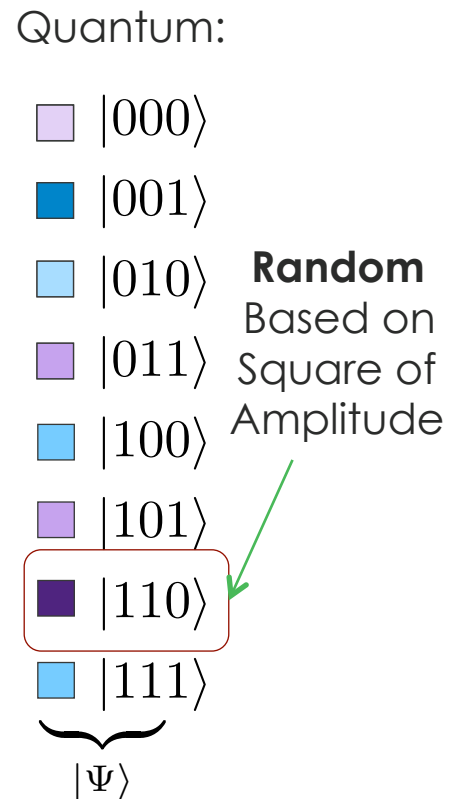 Quantum:
|000⟩
|001⟩
|010⟩
|011⟩
|100⟩
|101⟩
|110⟩
|111⟩
|Ψ⟩
Random
Based on
Square of
Amplitude